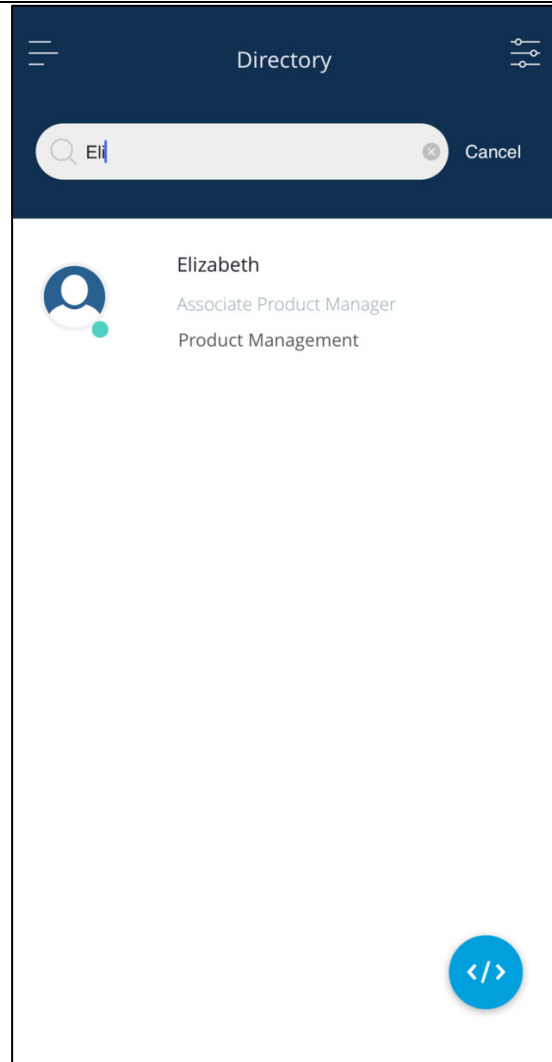 Directory
Eli
Cancel
Elizabeth
Associate Product Manager
Product Management
</>